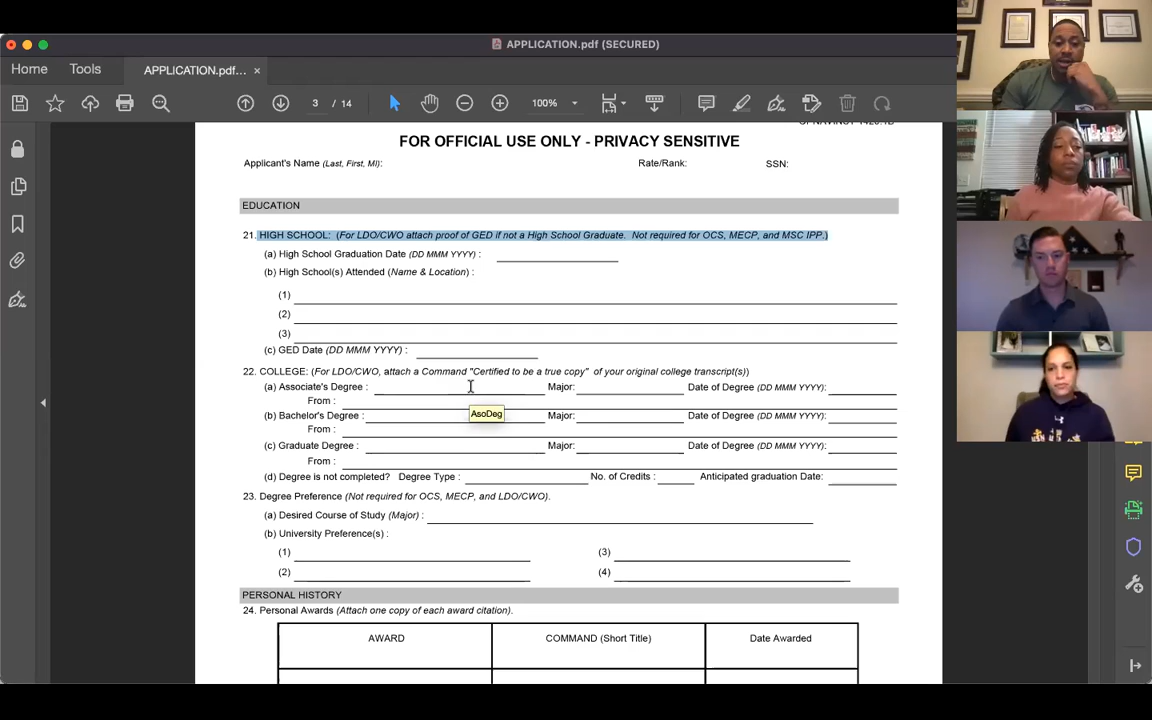 APPLICATION.pdf (SECURED)
Home Tools APPLICATION.pdf... ×
3 / 14 100%
FOR OFFICIAL USE ONLY - PRIVACY SENSITIVE
Applicant's Name (Last, First, MI): Rate/Rank: SSN:
EDUCATION
21. HIGH SCHOOL: (For LDO/CWO attach proof of GED if not a High School Graduate. Not required for OCS, MECP, and MSC IPP.)
(a) High School Graduation Date (DD MMM YYYY) :
(b) High School(s) Attended (Name & Location) :
(1)
(2)
(3)
(c) GED Date (DD MMM YYYY) :
22. COLLEGE: (For LDO/CWO, attach a Command "Certified to be a true copy" of your original college transcript(s))
(a) Associate's Degree : Major: Date of Degree (DD MMM YYYY):
From :
AsoDeg
(b) Bachelor's Degree : Major: Date of Degree (DD MMM YYYY):
From :
(c) Graduate Degree : Major: Date of Degree (DD MMM YYYY):
From :
(d) Degree is not completed? Degree Type : No. of Credits : Anticipated graduation Date:
23. Degree Preference (Not required for OCS, MECP, and LDO/CWO).
(a) Desired Course of Study (Major) :
(b) University Preference(s) :
(1) (3)
(2) (4)
PERSONAL HISTORY
24. Personal Awards (Attach one copy of each award citation).
AWARD COMMAND (Short Title) Date Awarded